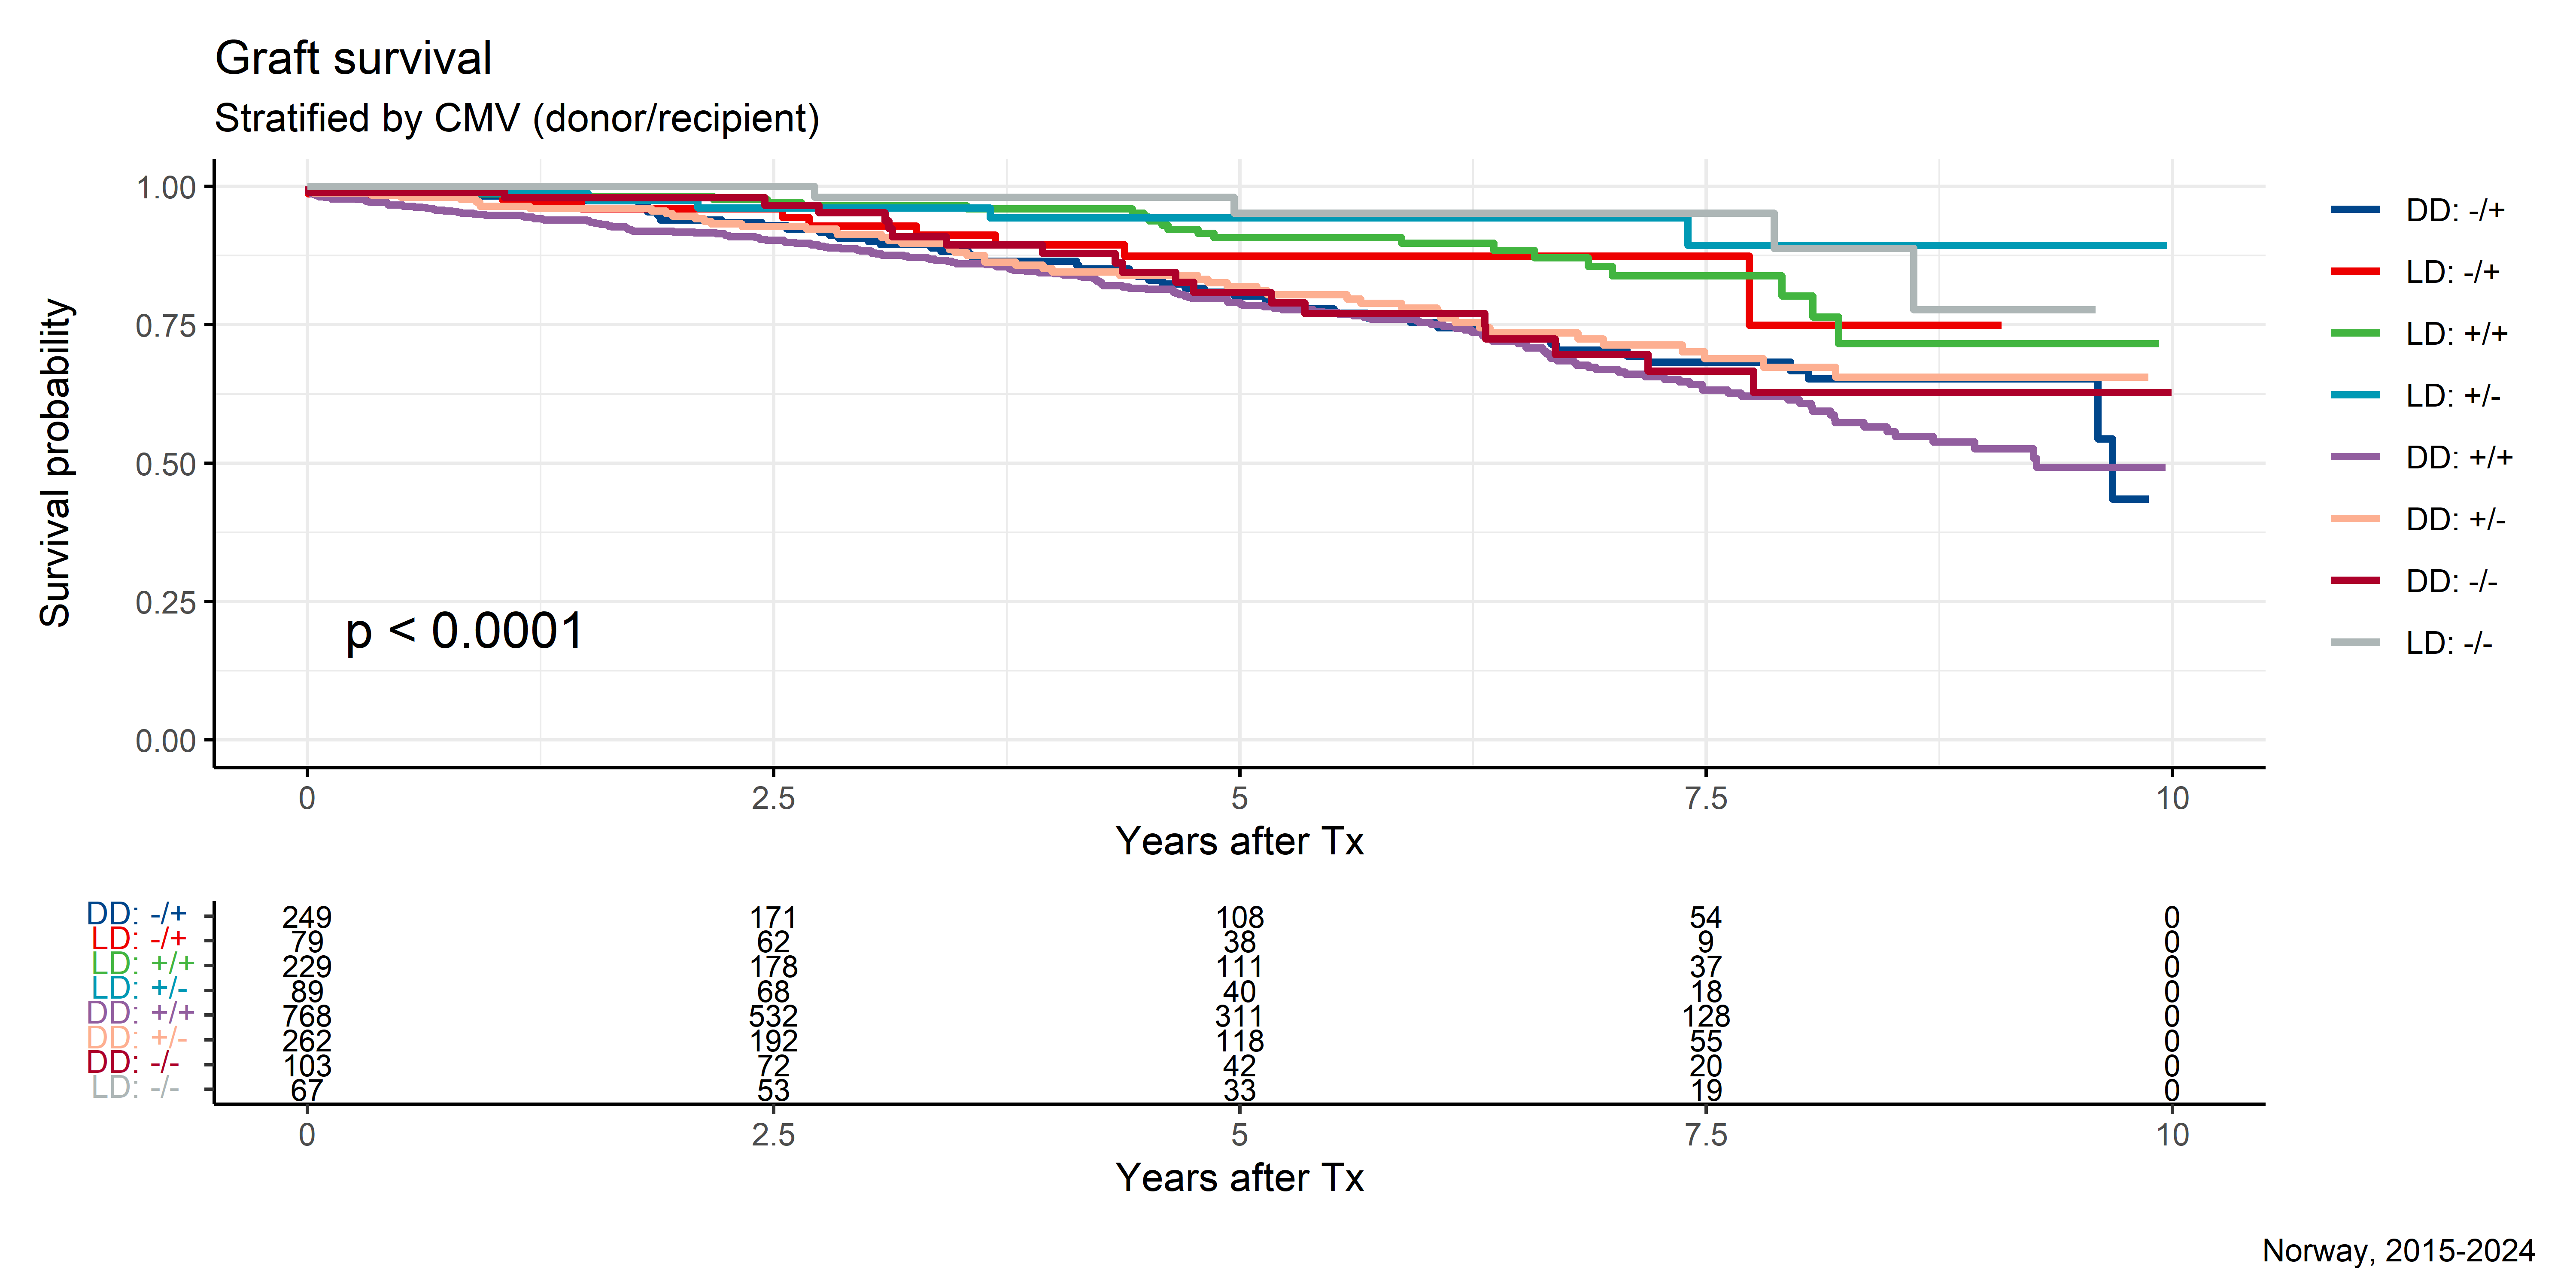 Graft survival
Stratified by CMV (donor/recipient)
Survival probability
1.00
0.75
0.50
0.25
0.00
p < 0.0001
0 2.5 5 7.5 10
Years after Tx
DD: -/+
LD: -/+
LD: +/+
LD: +/-
DD: +/+
DD: +/-
DD: -/-
LD: -/-
DD: -/+ 249 171 108 54 0
LD: -/+ 79 62 38 9 0
LD: +/+ 229 178 111 37 0
LD: +/- 89 68 40 18 0
DD: +/+ 768 532 311 128 0
DD: +/- 262 192 118 55 0
DD: -/- 103 72 42 20 0
LD: -/- 67 53 33 19 0
0 2.5 5 7.5 10
Years after Tx
Norway, 2015-2024